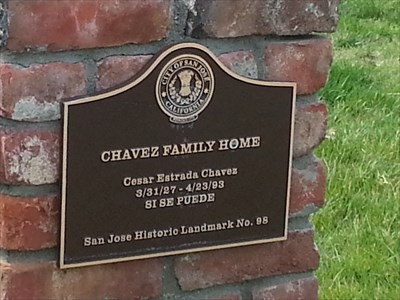 CITY OF SAN JOSE
CALIFORNIA
CHAVEZ FAMILY HOME
Cesar Estrada Chavez
3/31/27 - 4/23/93
SI SE PUEDE
San Jose Historic Landmark No. 98